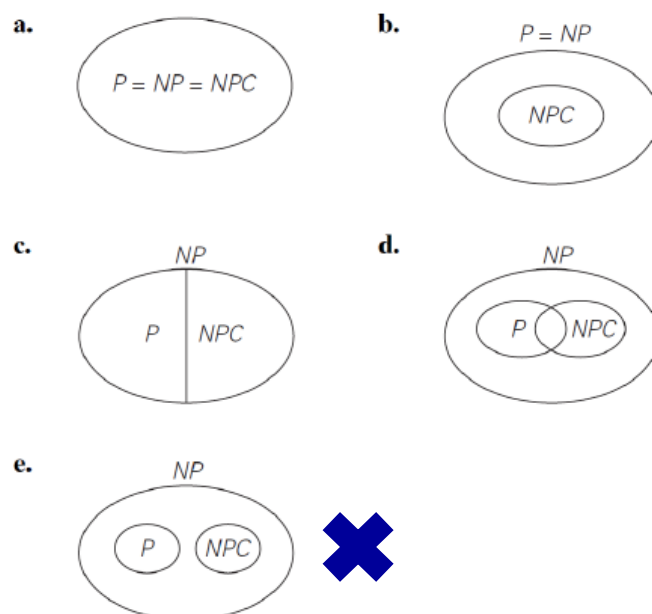 a.
P = NP = NPC
b.
P = NP
NPC
c.
NP
P
NPC
d.
NP
P
NPC
e.
NP
P
NPC